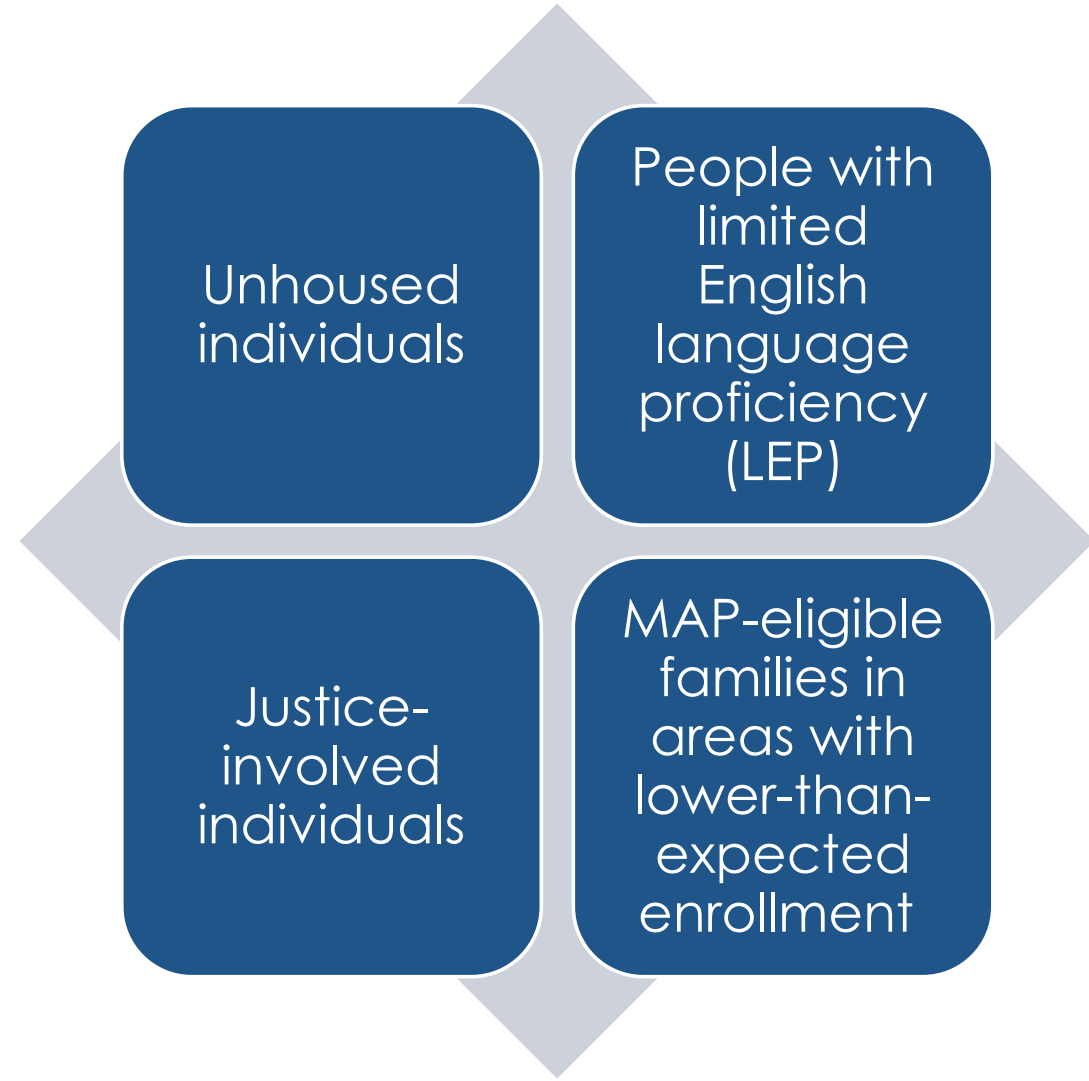 Unhoused
individuals
People with
limited
English
language
proficiency
(LEP)
Justice-
involved
individuals
MAP-eligible
families in
areas with
lower-than-
expected
enrollment